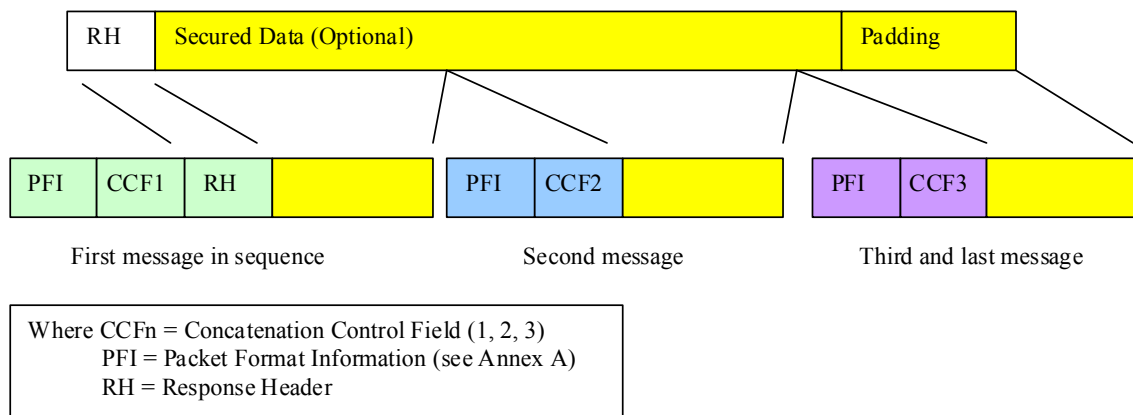 RH Secured Data (Optional) Padding
PFI CCF1 RH PFI CCF2 PFI CCF3
First message in sequence Second message Third and last message
Where CCFn = Concatenation Control Field (1, 2, 3)
PFI = Packet Format Information (see Annex A)
RH = Response Header